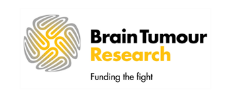 Brain Tumour
Research
Funding the fight